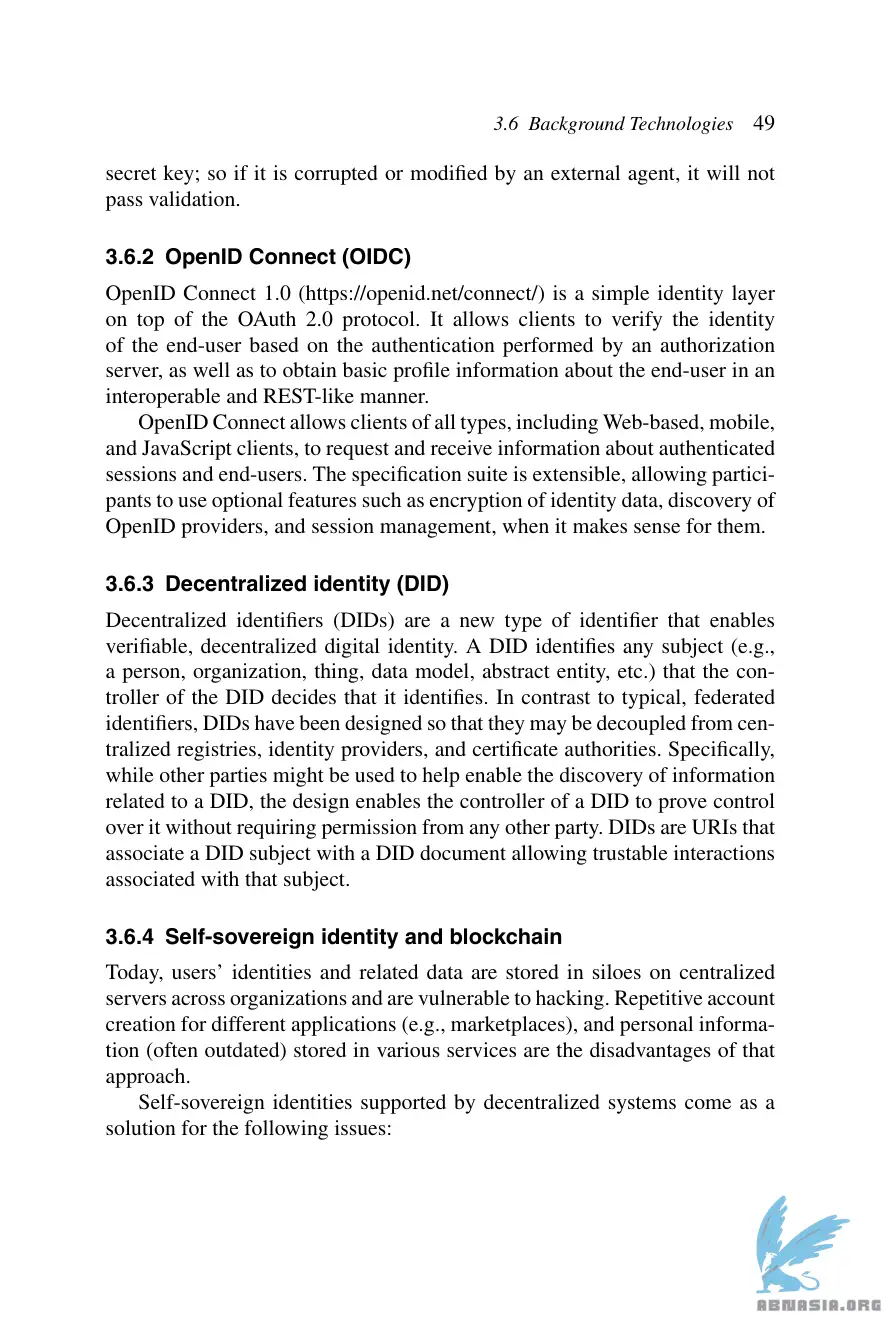 3.6 Background Technologies 49
secret key; so if it is corrupted or modified by an external agent, it will not
pass validation.
3.6.2 OpenID Connect (OIDC)
OpenID Connect 1.0 (https://openid.net/connect/) is a simple identity layer
on top of the OAuth 2.0 protocol. It allows clients to verify the identity
of the end-user based on the authentication performed by an authorization
server, as well as to obtain basic profile information about the end-user in an
interoperable and REST-like manner.
OpenID Connect allows clients of all types, including Web-based, mobile,
and JavaScript clients, to request and receive information about authenticated
sessions and end-users. The specification suite is extensible, allowing partici-
pants to use optional features such as encryption of identity data, discovery of
OpenID providers, and session management, when it makes sense for them.
3.6.3 Decentralized identity (DID)
Decentralized identifiers (DIDs) are a new type of identifier that enables
verifiable, decentralized digital identity. A DID identifies any subject (e.g.,
a person, organization, thing, data model, abstract entity, etc.) that the con-
troller of the DID decides that it identifies. In contrast to typical, federated
identifiers, DIDs have been designed so that they may be decoupled from cen-
tralized registries, identity providers, and certificate authorities. Specifically,
while other parties might be used to help enable the discovery of information
related to a DID, the design enables the controller of a DID to prove control
over it without requiring permission from any other party. DIDs are URIs that
associate a DID subject with a DID document allowing trustable interactions
associated with that subject.
3.6.4 Self-sovereign identity and blockchain
Today, users’ identities and related data are stored in siloes on centralized
servers across organizations and are vulnerable to hacking. Repetitive account
creation for different applications (e.g., marketplaces), and personal informa-
tion (often outdated) stored in various services are the disadvantages of that
approach.
Self-sovereign identities supported by decentralized systems come as a
solution for the following issues:
ABNASIA.ORG